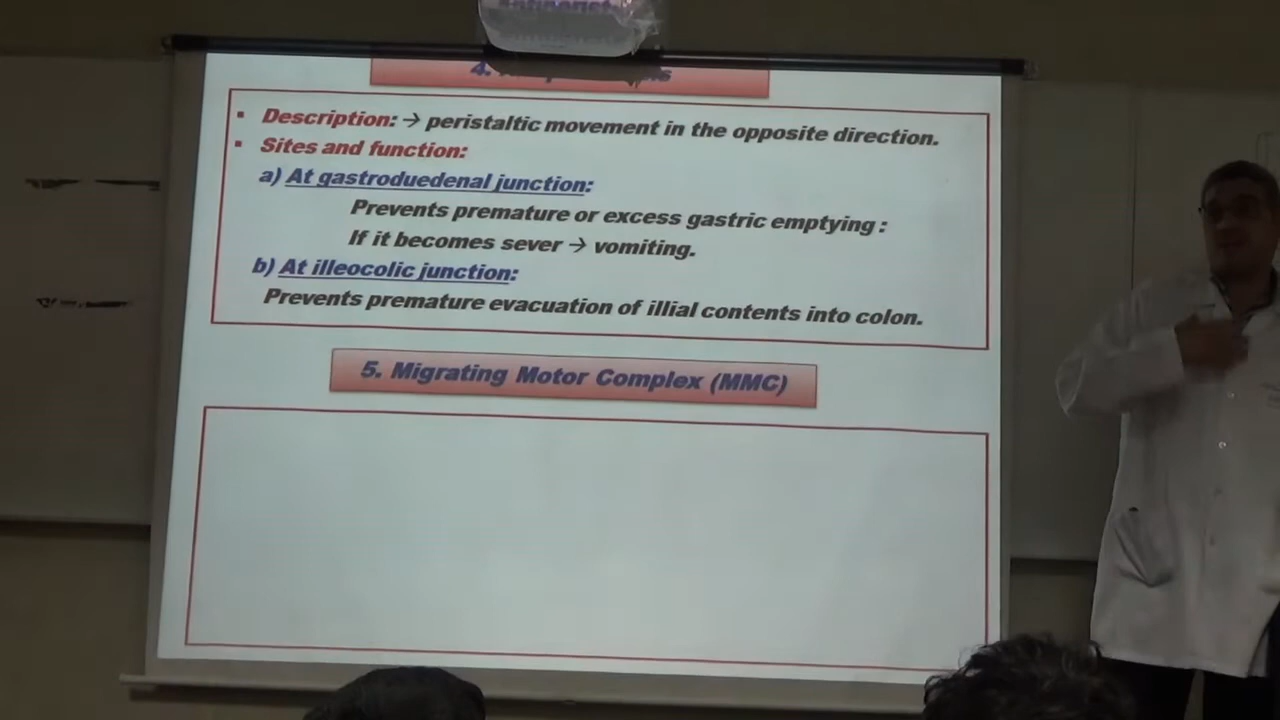 4.
▪ Description: → peristaltic movement in the opposite direction.
▪ Sites and function:
a) At gastroduedenal junction:
Prevents premature or excess gastric emptying :
If it becomes sever → vomiting.
b) At illeocolic junction:
Prevents premature evacuation of illial contents into colon.
5. Migrating Motor Complex (MMC)